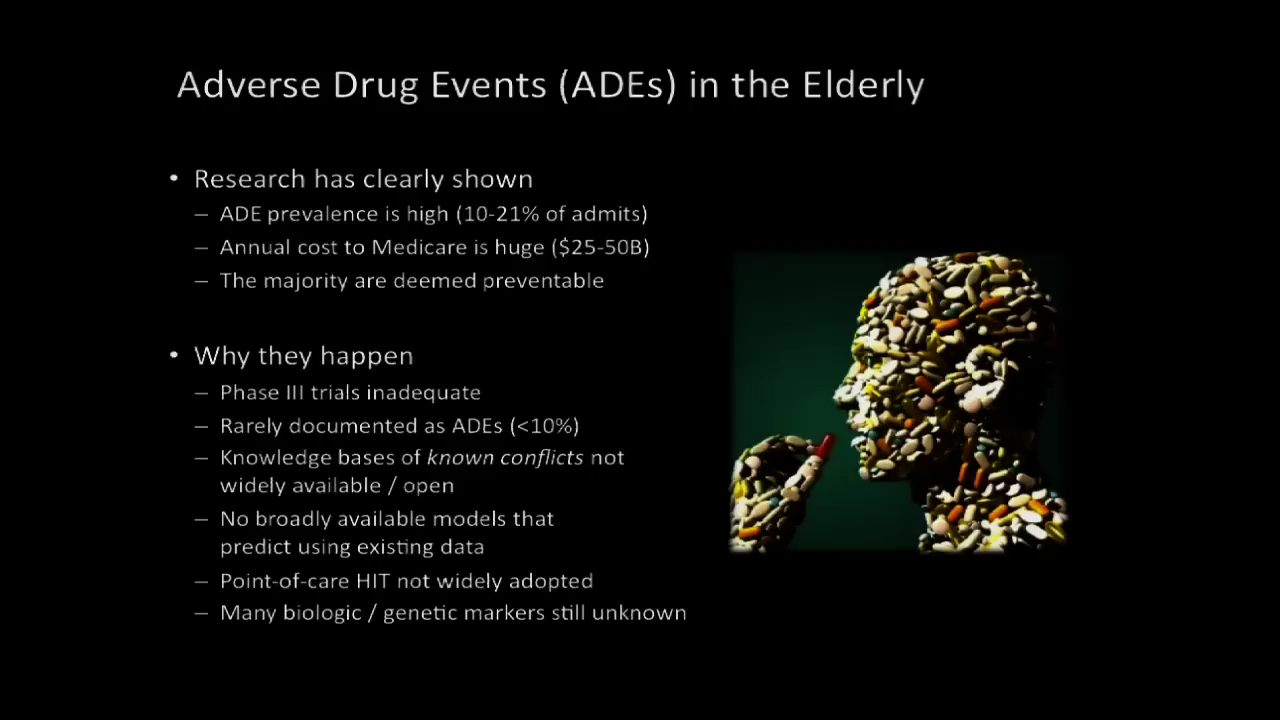 Adverse Drug Events (ADEs) in the Elderly
• Research has clearly shown
– ADE prevalence is high (10-21% of admits)
– Annual cost to Medicare is huge ($25-50B)
– The majority are deemed preventable
• Why they happen
– Phase III trials inadequate
– Rarely documented as ADEs (<10%)
– Knowledge bases of known conflicts not
widely available / open
– No broadly available models that
predict using existing data
– Point-of-care HIT not widely adopted
– Many biologic / genetic markers still unknown